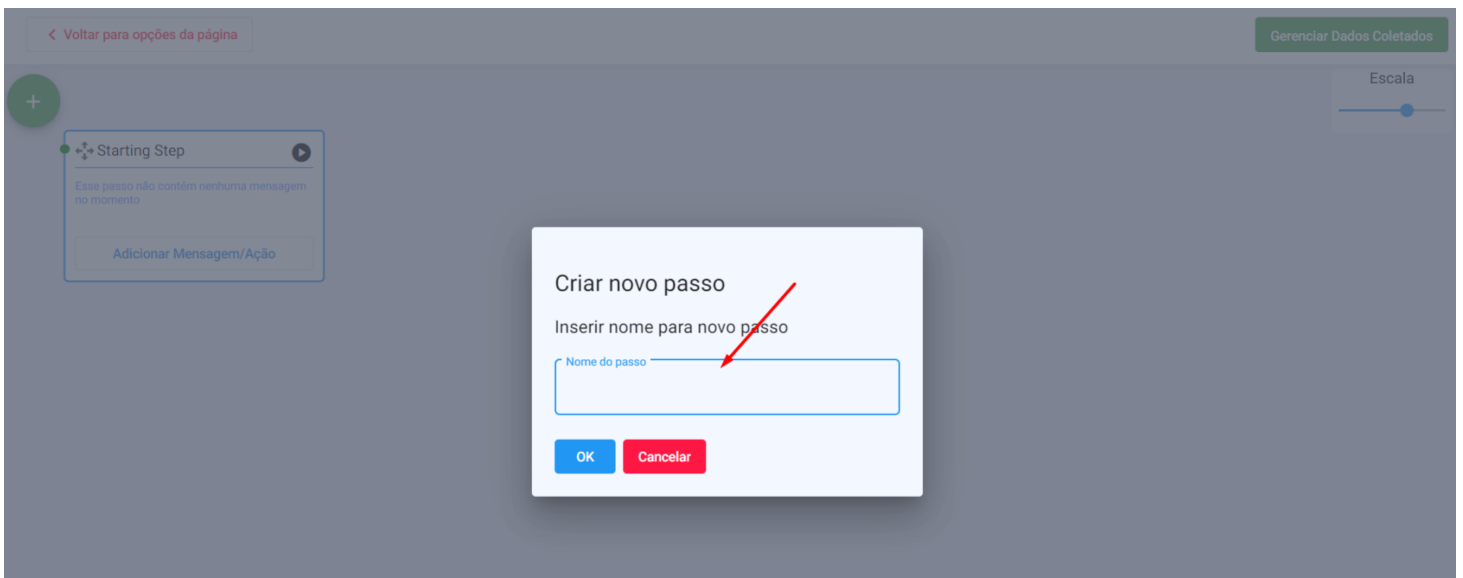 Voltar para opções da página
Gerenciar Dados Coletados
Escala
+
Starting Step
Esse passo não contém nenhuma mensagem
no momento
Adicionar Mensagem/Ação
Criar novo passo
Inserir nome para novo passo
Nome do passo
OK
Cancelar